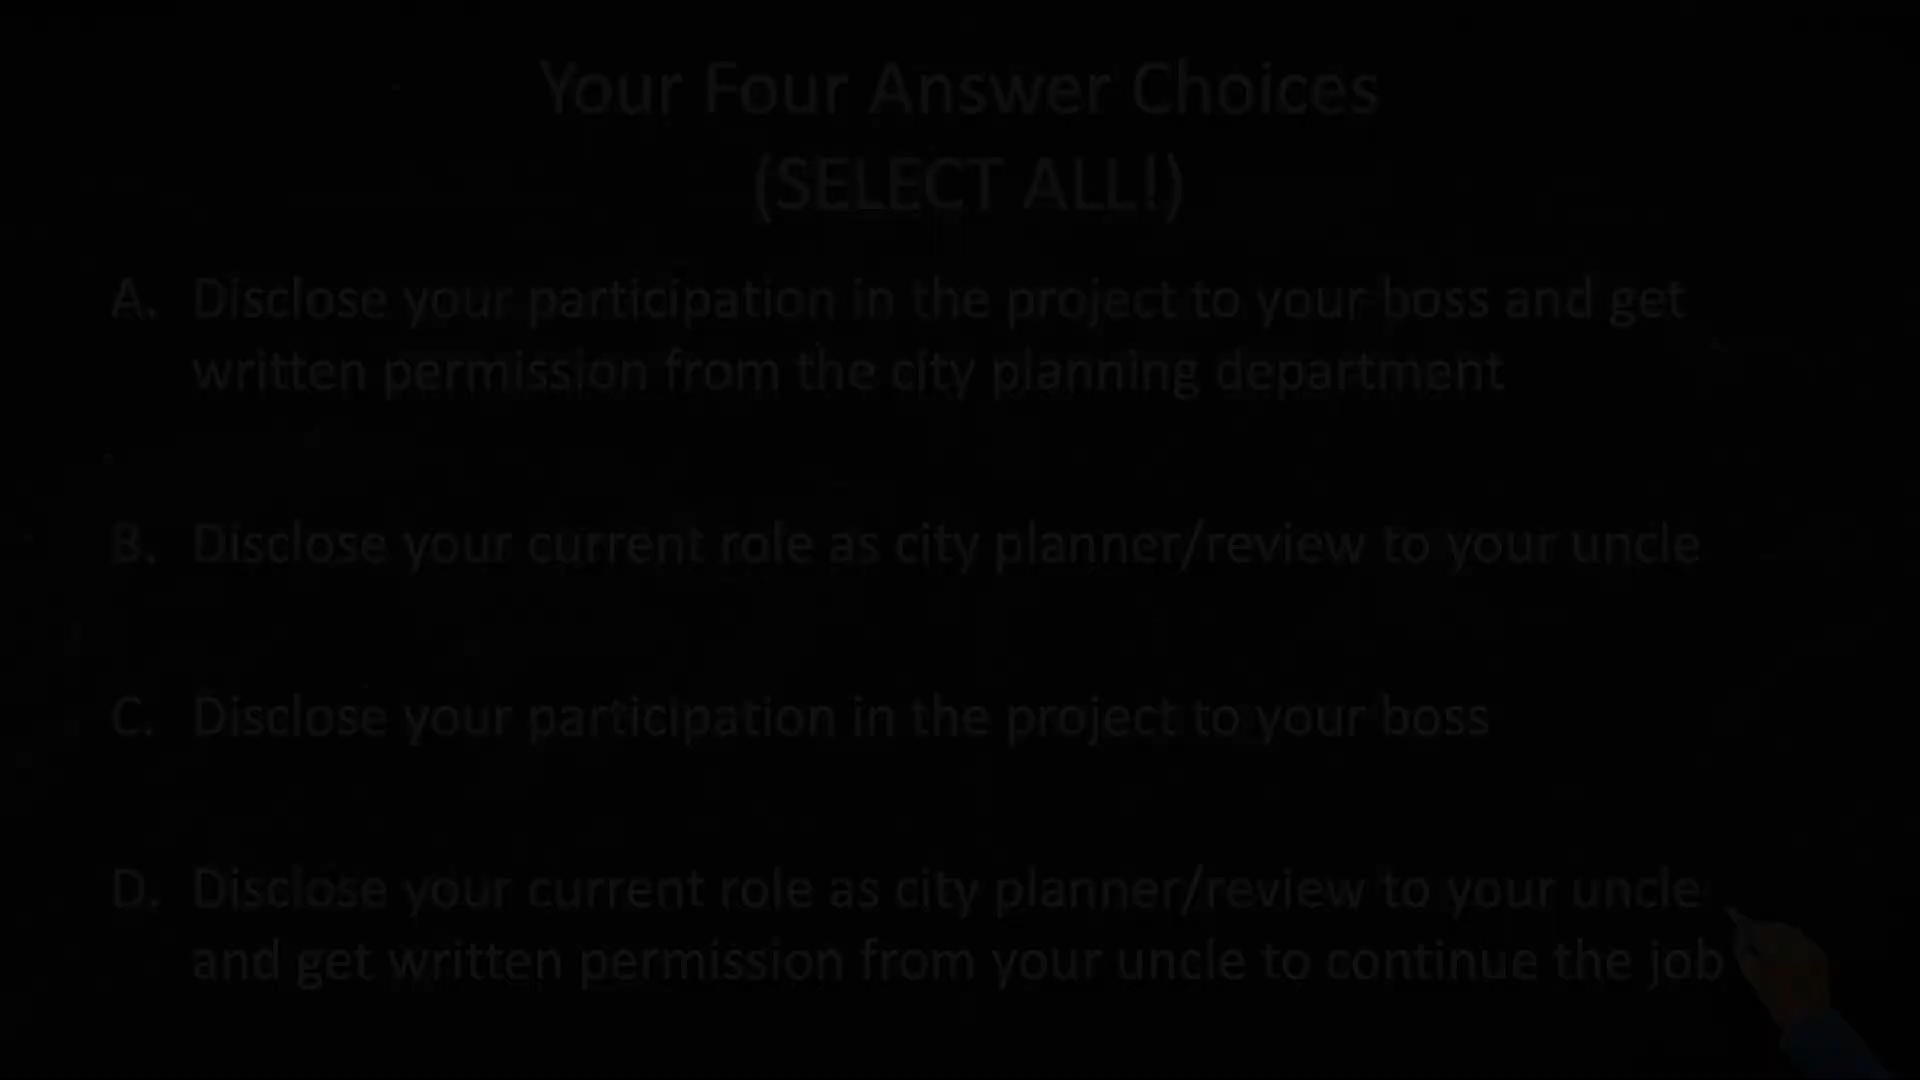 Your Four Answer Choices
(SELECT ALL!)
A. Disclose your participation in the project to your boss and get
written permission from the city planning department
B. Disclose your current role as city planner/review to your uncle
C. Disclose your participation in the project to your boss
D. Disclose your current role as city planner/review to your uncle
and get written permission from your uncle to continue the job